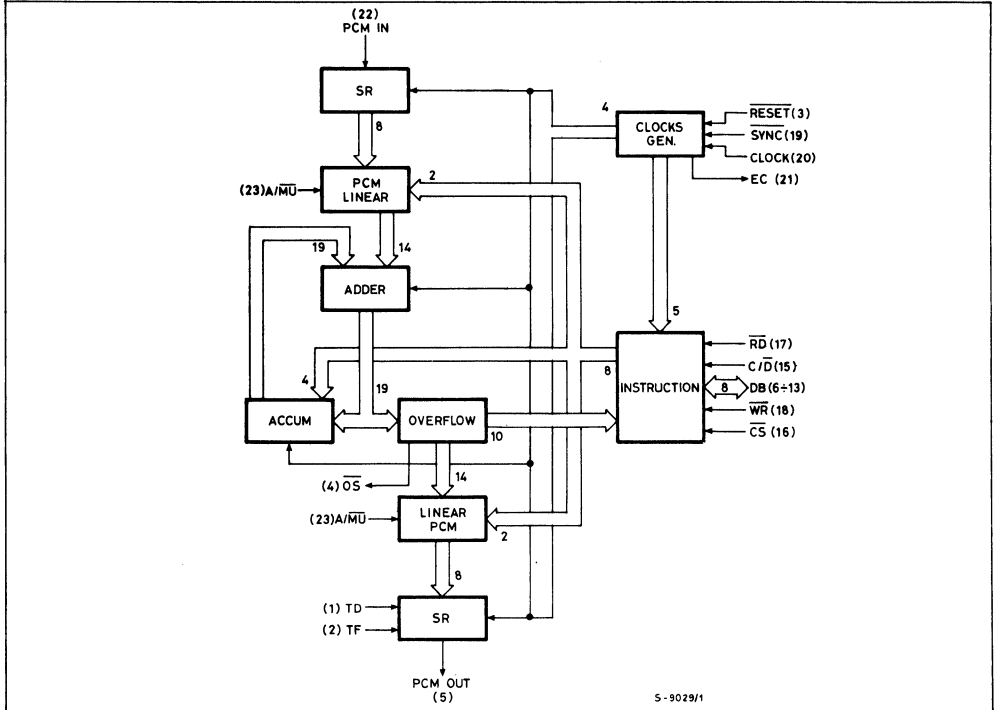 (22)
PCM IN
SR
8
4
CLOCKS
GEN.
RESET (3)
SYNC (19)
CLOCK (20)
EC (21)
(23) A/MU
PCM
LINEAR
2
19
14
ADDER
5
4
19
8
INSTRUCTION
RD (17)
C/D (15)
8 DB (6÷13)
WR (18)
CS (16)
ACCUM
OVERFLOW
10
(4) OS
14
(23) A/MU
LINEAR
PCM
2
8
(1) TD
(2) TF
SR
PCM OUT
(5)
S-9029/1